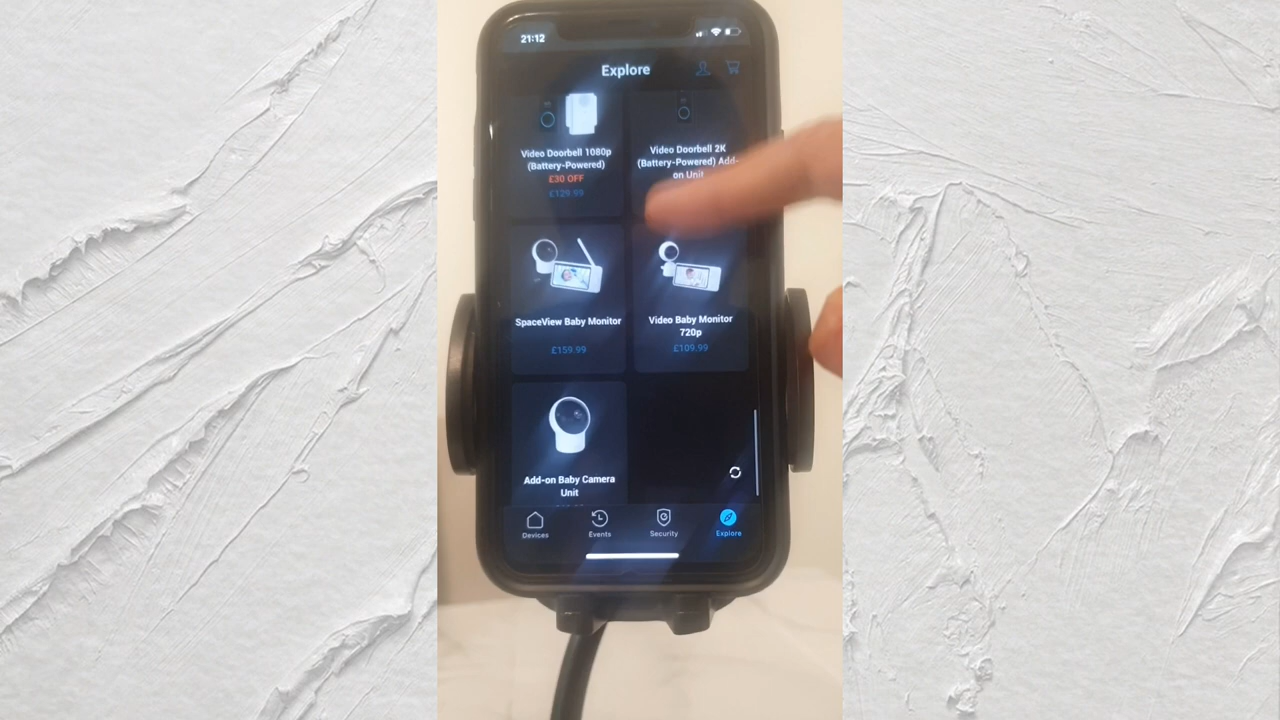 21:12
Explore
Video Doorbell 1080p
(Battery-Powered)
£30 OFF
£129.99
Video Doorbell 2K
(Battery-Powered) Add-
on Unit
SpaceView Baby Monitor
£159.99
Video Baby Monitor
720p
£109.99
Add-on Baby Camera
Unit
Devices
Events
Security
Explore